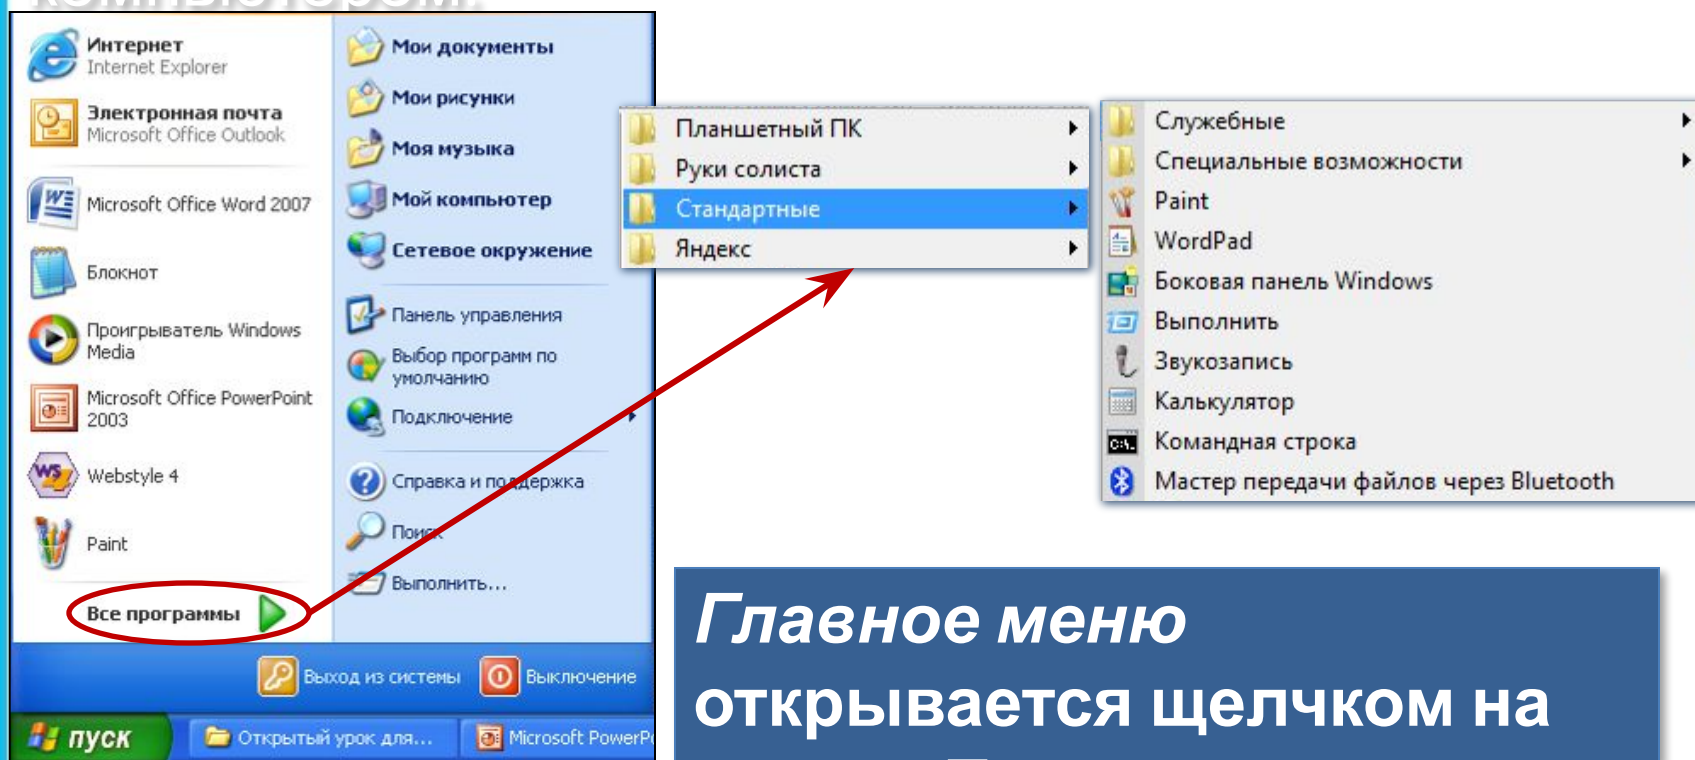 компьютером.
Интернет
Internet Explorer
Электронная почта
Microsoft Office Outlook
Microsoft Office Word 2007
Блокнот
Проигрыватель Windows
Media
Microsoft Office PowerPoint
2003
Webstyle 4
Paint
Все программы
Мои документы
Мои рисунки
Моя музыка
Мой компьютер
Сетевое окружение
Панель управления
Выбор программ по
умолчанию
Подключение
Справка и поддержка
Поиск
Выполнить...
Выход из системы
Выключение
пуск
Открытый урок для...
Microsoft PowerPo
Планшетный ПК
Руки солиста
Стандартные
Яндекс
Служебные
Специальные возможности
Paint
WordPad
Боковая панель Windows
Выполнить
Звукозапись
Калькулятор
Командная строка
Мастер передачи файлов через Bluetooth
Главное меню
открывается щелчком на